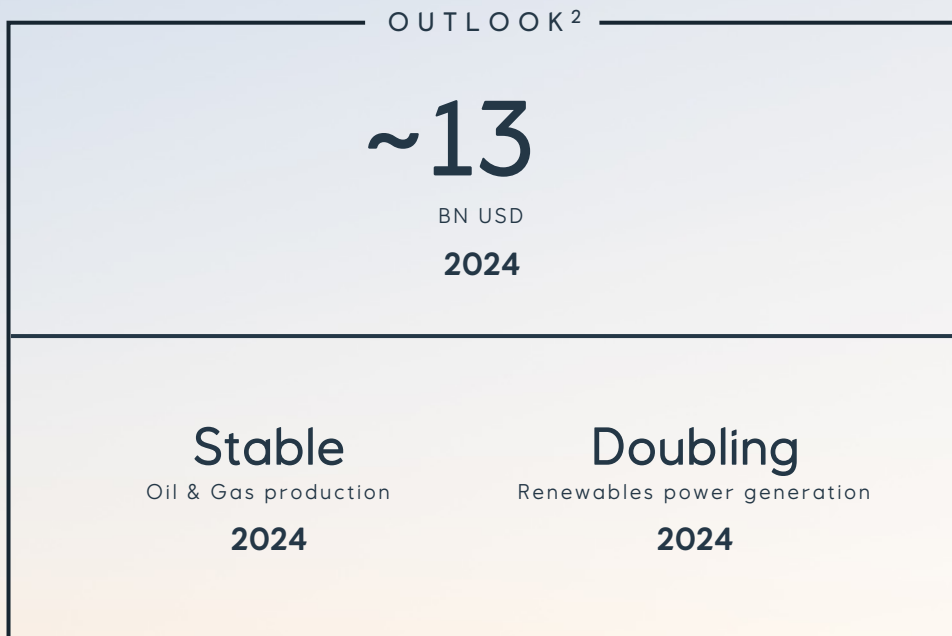 OUTLOOK²
~13
BN USD
2024
Stable
Oil & Gas production
2024
Doubling
Renewables power generation
2024